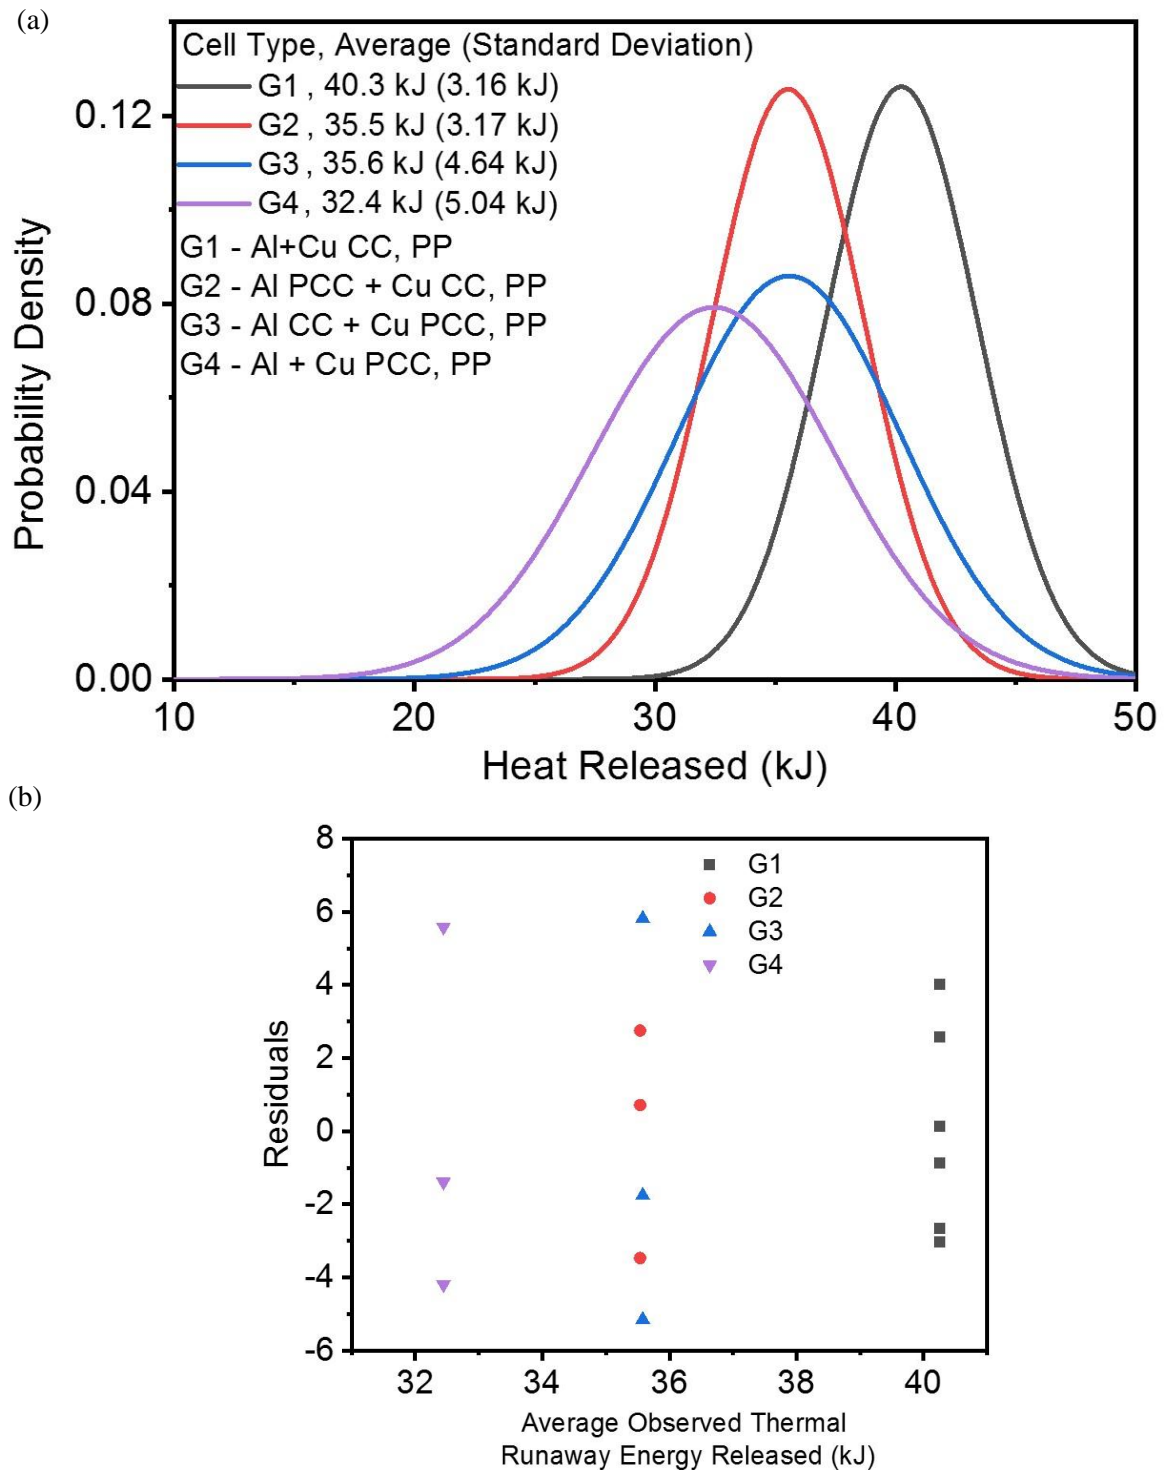 (a)
Cell Type, Average (Standard Deviation)
G1 , 40.3 kJ (3.16 kJ)
G2 , 35.5 kJ (3.17 kJ)
G3 , 35.6 kJ (4.64 kJ)
G4 , 32.4 kJ (5.04 kJ)
G1 - Al+Cu CC, PP
G2 - Al PCC + Cu CC, PP
G3 - Al CC + Cu PCC, PP
G4 - Al + Cu PCC, PP
Probability Density
0.12
0.08
0.04
0.00
10 20 30 40 50
Heat Released (kJ)
(b)
Residuals
8
6
4
2
0
-2
-4
-6
G1
G2
G3
G4
32 34 36 38 40
Average Observed Thermal
Runaway Energy Released (kJ)